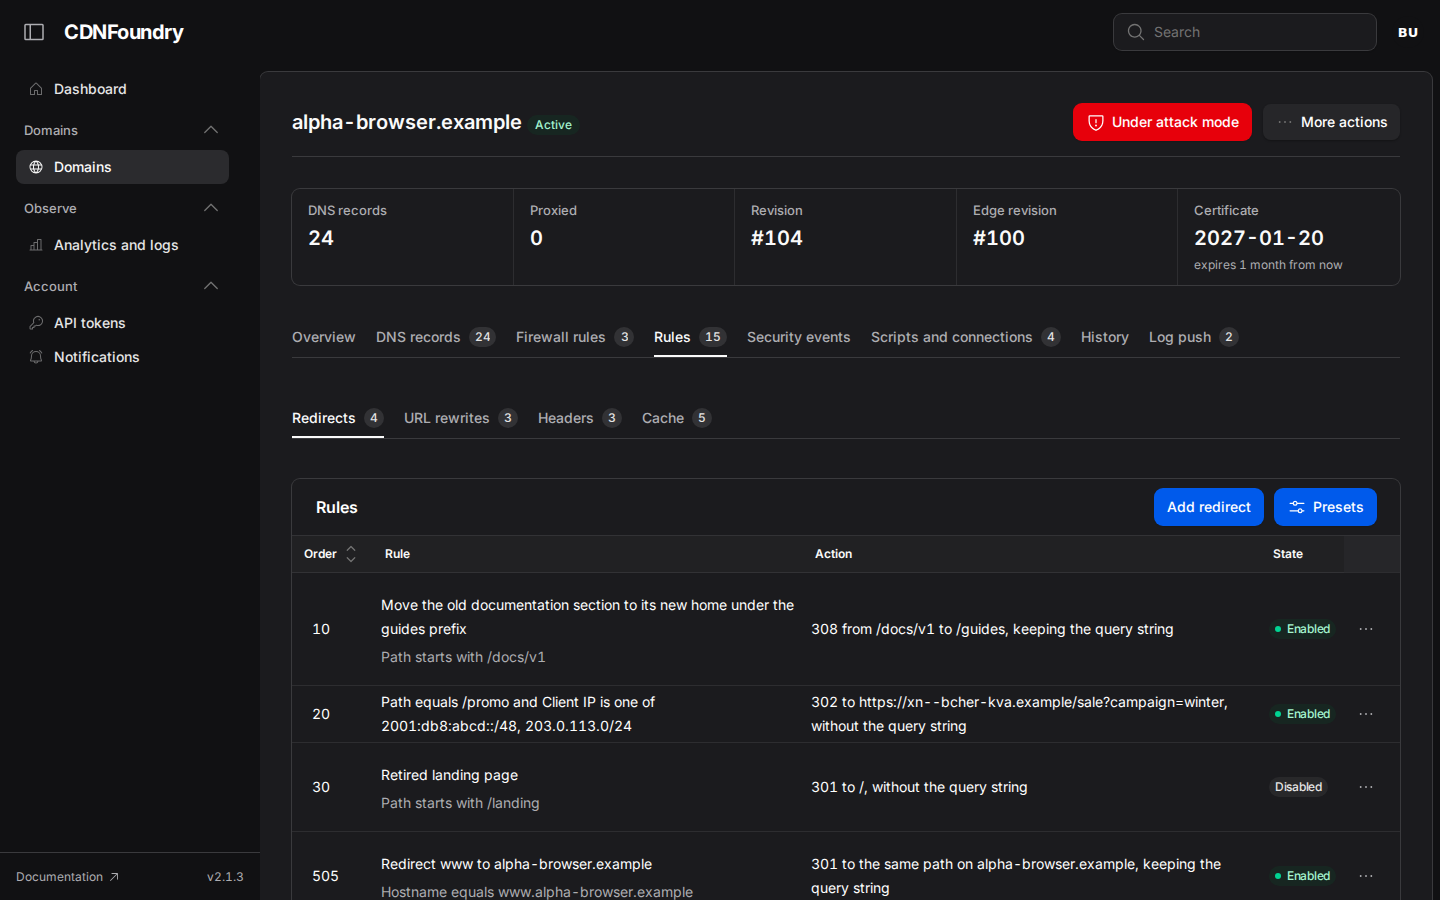 CDNFoundry
Search
BU
Dashboard
Domains
Domains
Observe
Analytics and logs
Account
API tokens
Notifications
Documentation
v2.1.3
alpha-browser.example
Active
Under attack mode
··· More actions
DNS records
24
Proxied
0
Revision
#104
Edge revision
#100
Certificate
2027-01-20
expires 1 month from now
Overview
DNS records 24
Firewall rules 3
Rules 15
Security events
Scripts and connections 4
History
Log push 2
Redirects 4
URL rewrites 3
Headers 3
Cache 5
Rules
Add redirect
Presets
Order
Rule
Action
State
10
Move the old documentation section to its new home under the
guides prefix
Path starts with /docs/v1
308 from /docs/v1 to /guides, keeping the query string
Enabled
···
20
Path equals /promo and Client IP is one of
2001:db8:abcd::/48, 203.0.113.0/24
302 to https://xn--bcher-kva.example/sale?campaign=winter,
without the query string
Enabled
···
30
Retired landing page
Path starts with /landing
301 to /, without the query string
Disabled
···
505
Redirect www to alpha-browser.example
Hostname equals www.alpha-browser.example
301 to the same path on alpha-browser.example, keeping the
query string
Enabled
···